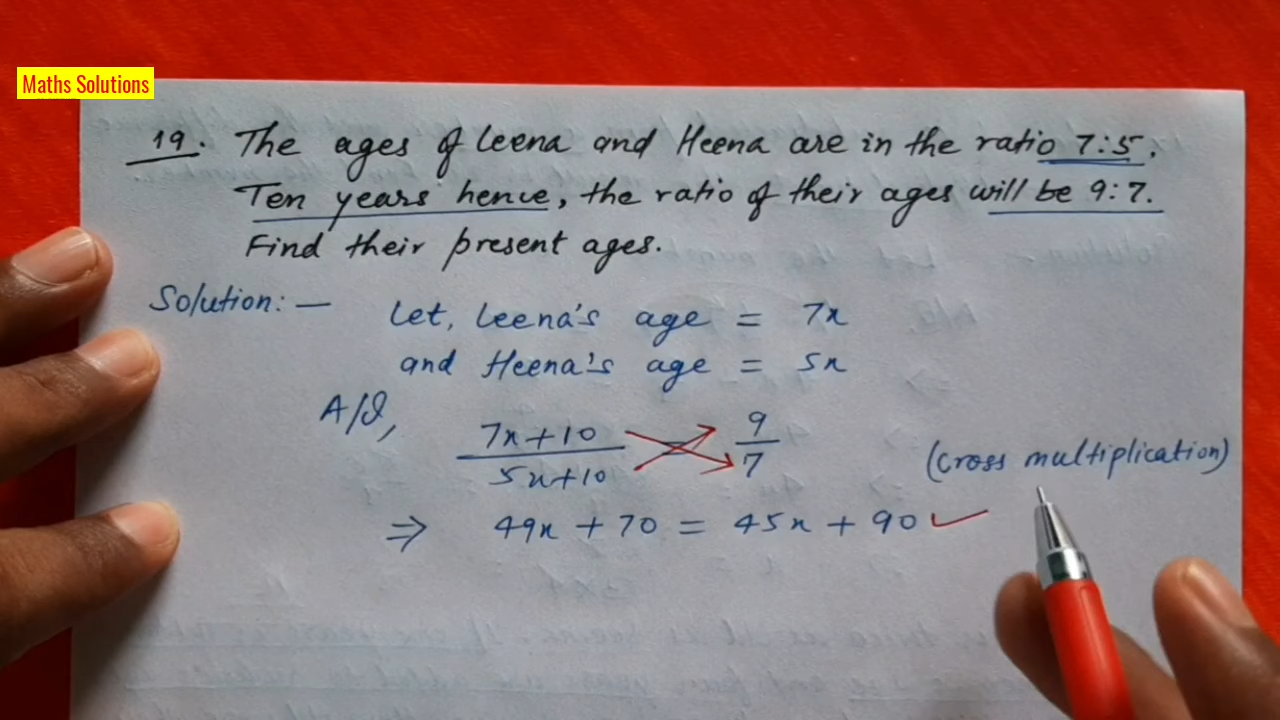 Maths Solutions
19. The ages of Leena and Heena are in the ratio 7:5.
Ten years hence, the ratio of their ages will be 9:7.
Find their present ages.
Solution:—
Let, Leena's age = 7x
and Heena's age = 5x
A/Q,
7x+10 / 5x+10 = 9/7 (cross multiplication)
⇒ 49x + 70 = 45x + 90 ✓